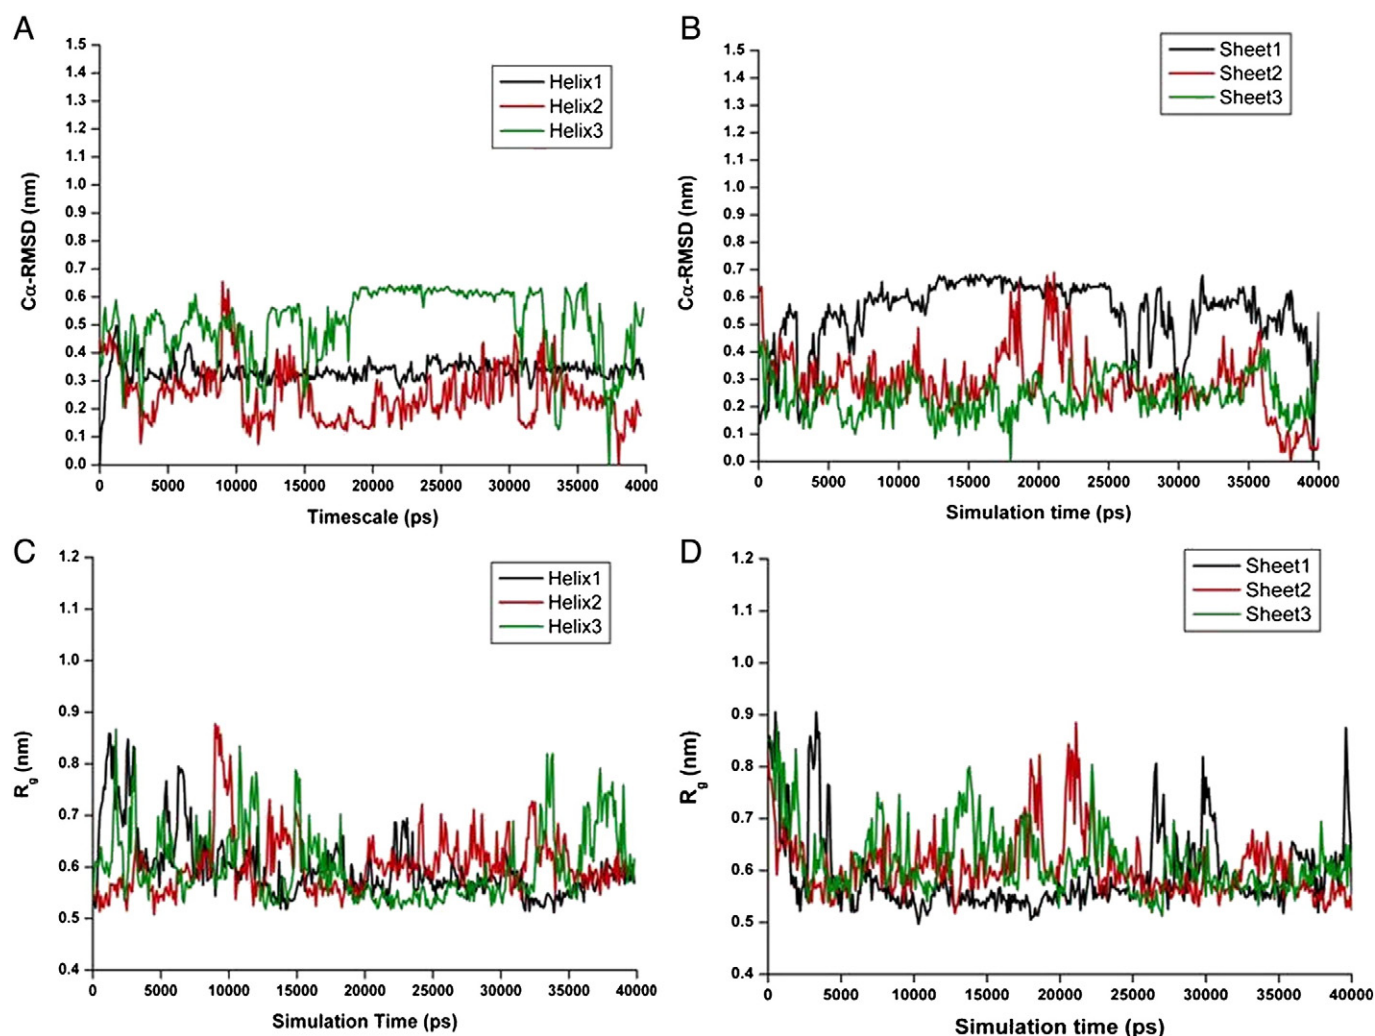 A
1.5
1.4
1.3
1.2
1.1
1.0
0.9
0.8
0.7
0.6
0.5
0.4
0.3
0.2
0.1
0.0
Cα-RMSD (nm)
Helix1
Helix2
Helix3
0 5000 10000 15000 20000 25000 30000 35000 4000
Timescale (ps)
B
1.5
1.4
1.3
1.2
1.1
1.0
0.9
0.8
0.7
0.6
0.5
0.4
0.3
0.2
0.1
0.0
Cα-RMSD (nm)
Sheet1
Sheet2
Sheet3
0 5000 10000 15000 20000 25000 30000 35000 40000
Simulation time (ps)
C
1.2
1.1
1.0
0.9
0.8
0.7
0.6
0.5
0.4
Rg (nm)
Helix1
Helix2
Helix3
0 5000 10000 15000 20000 25000 30000 35000 40000
Simulation Time (ps)
D
1.2
1.1
1.0
0.9
0.8
0.7
0.6
0.5
0.4
Rg (nm)
Sheet1
Sheet2
Sheet3
0 5000 10000 15000 20000 25000 30000 35000 40000
Simulation time (ps)